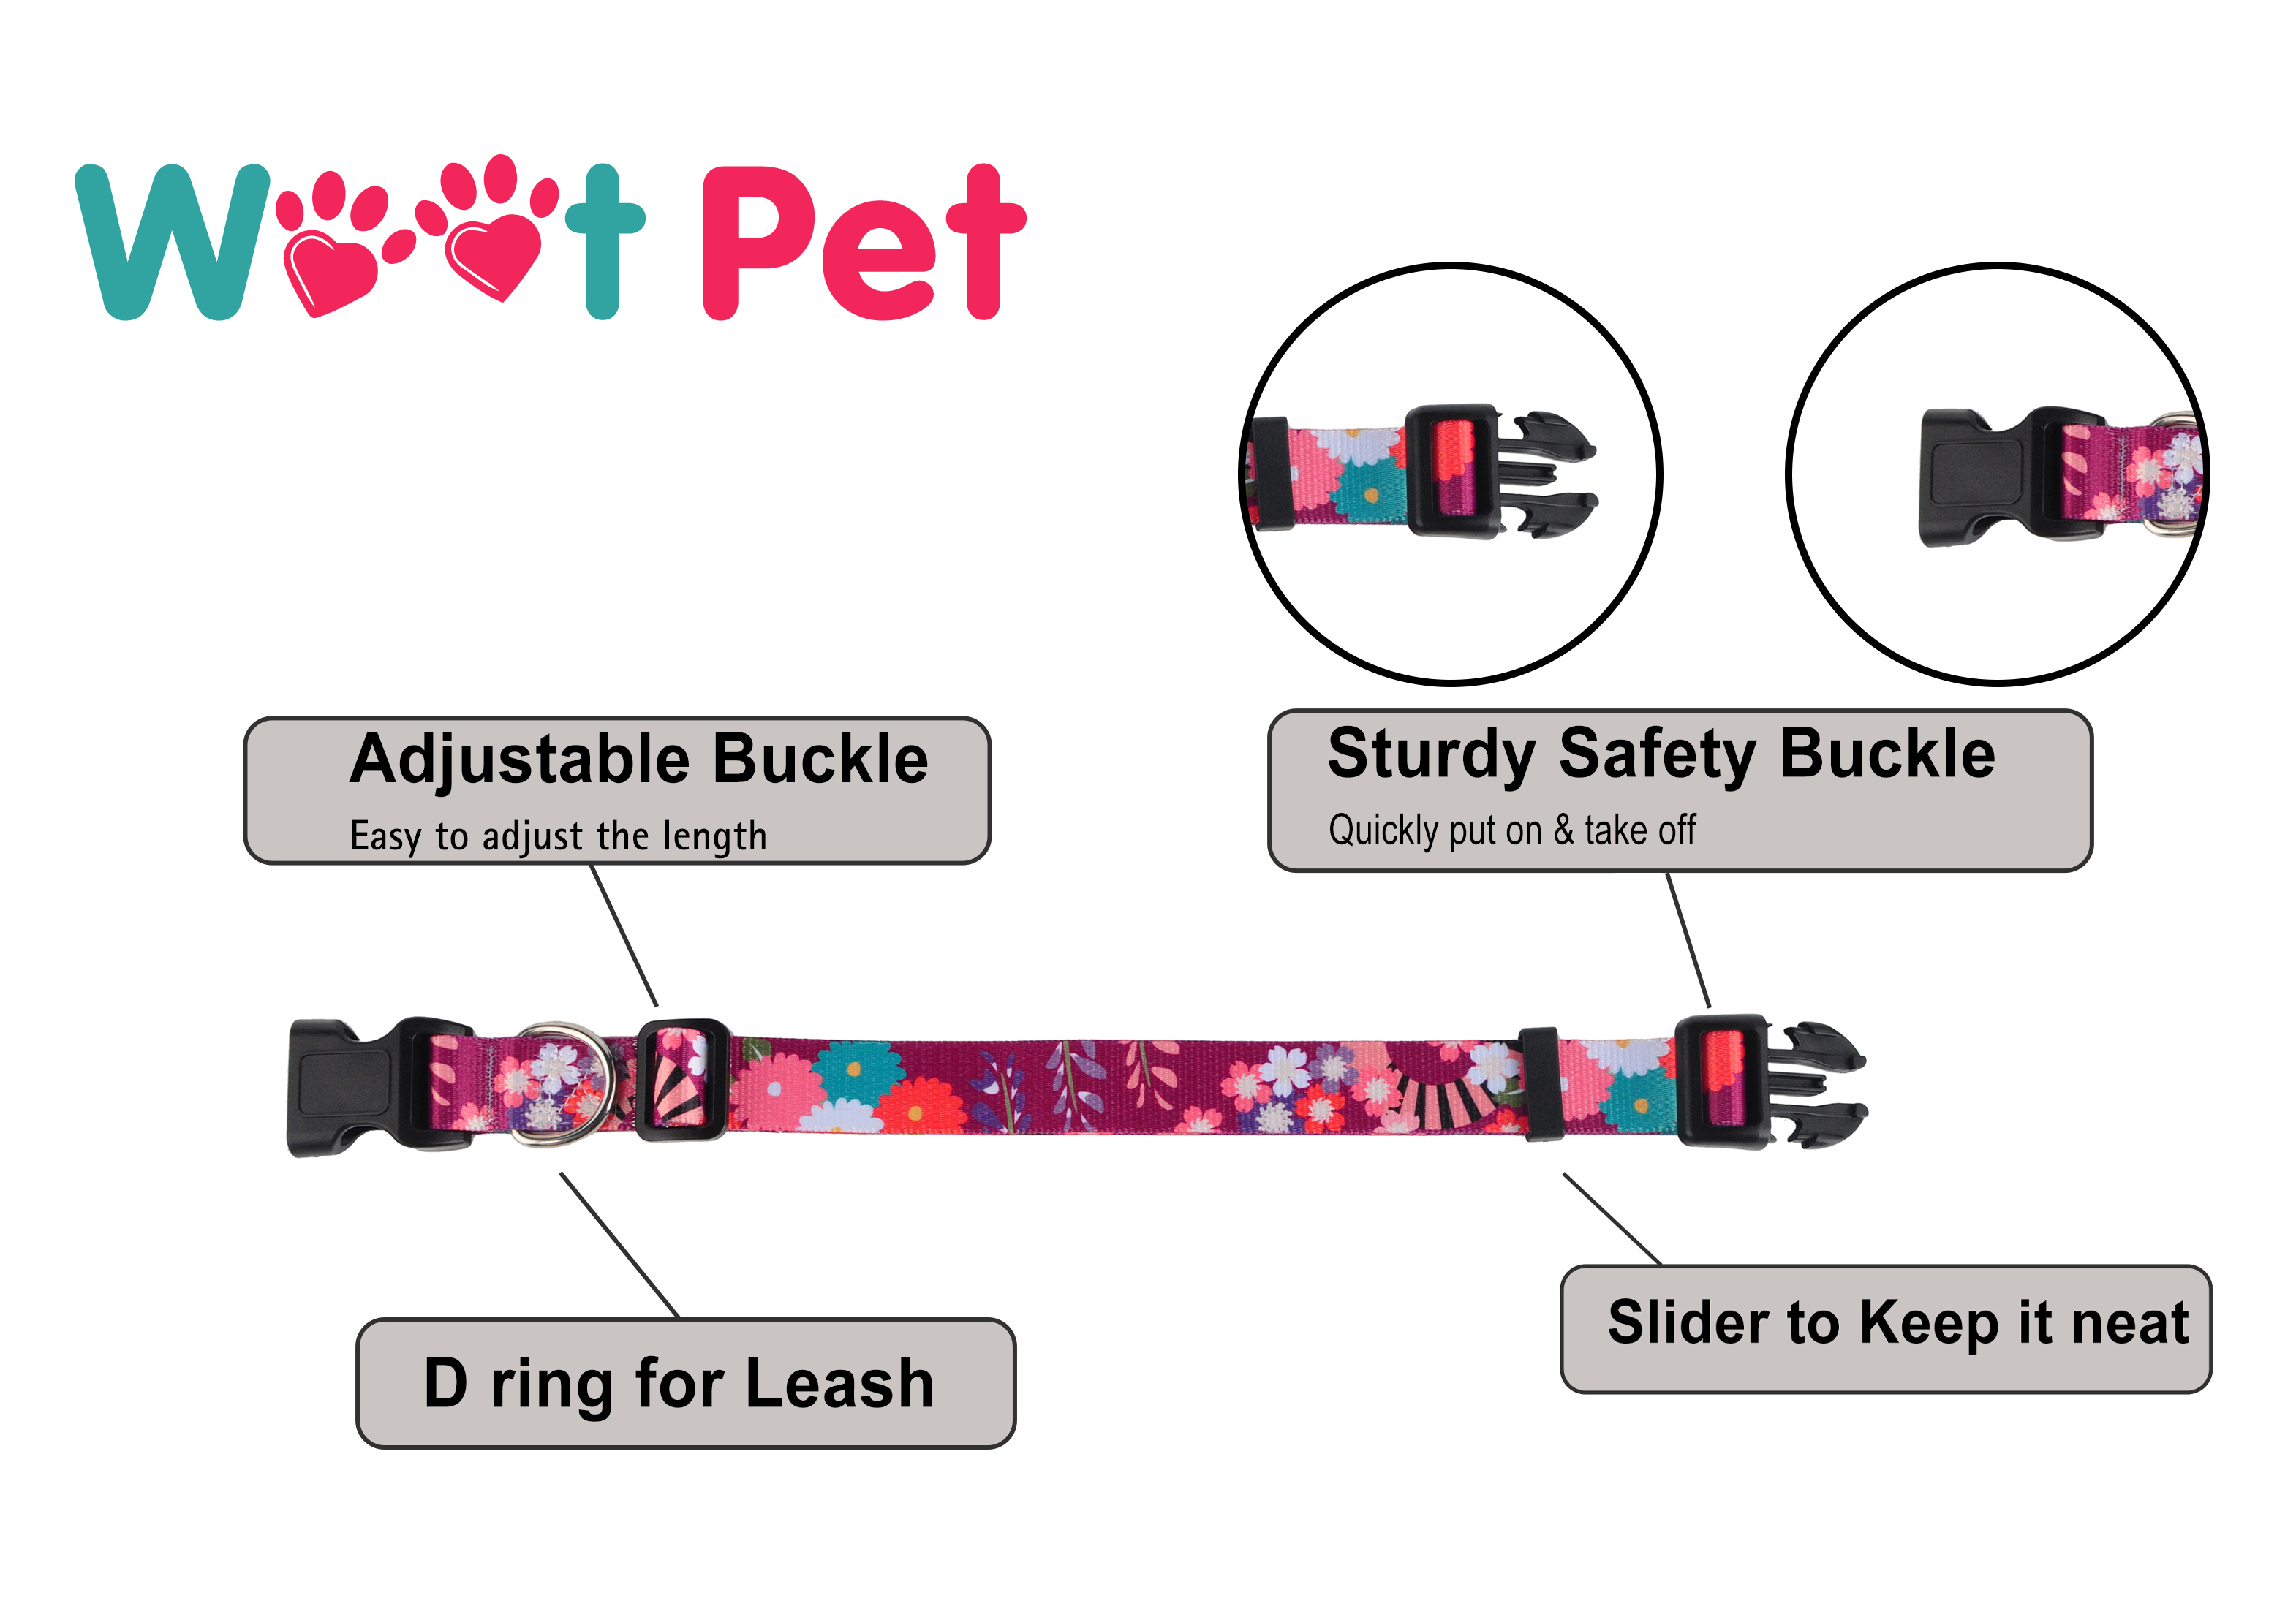 Woot Pet
Adjustable Buckle
Easy to adjust the length
Sturdy Safety Buckle
Quickly put on & take off
D ring for Leash
Slider to Keep it neat